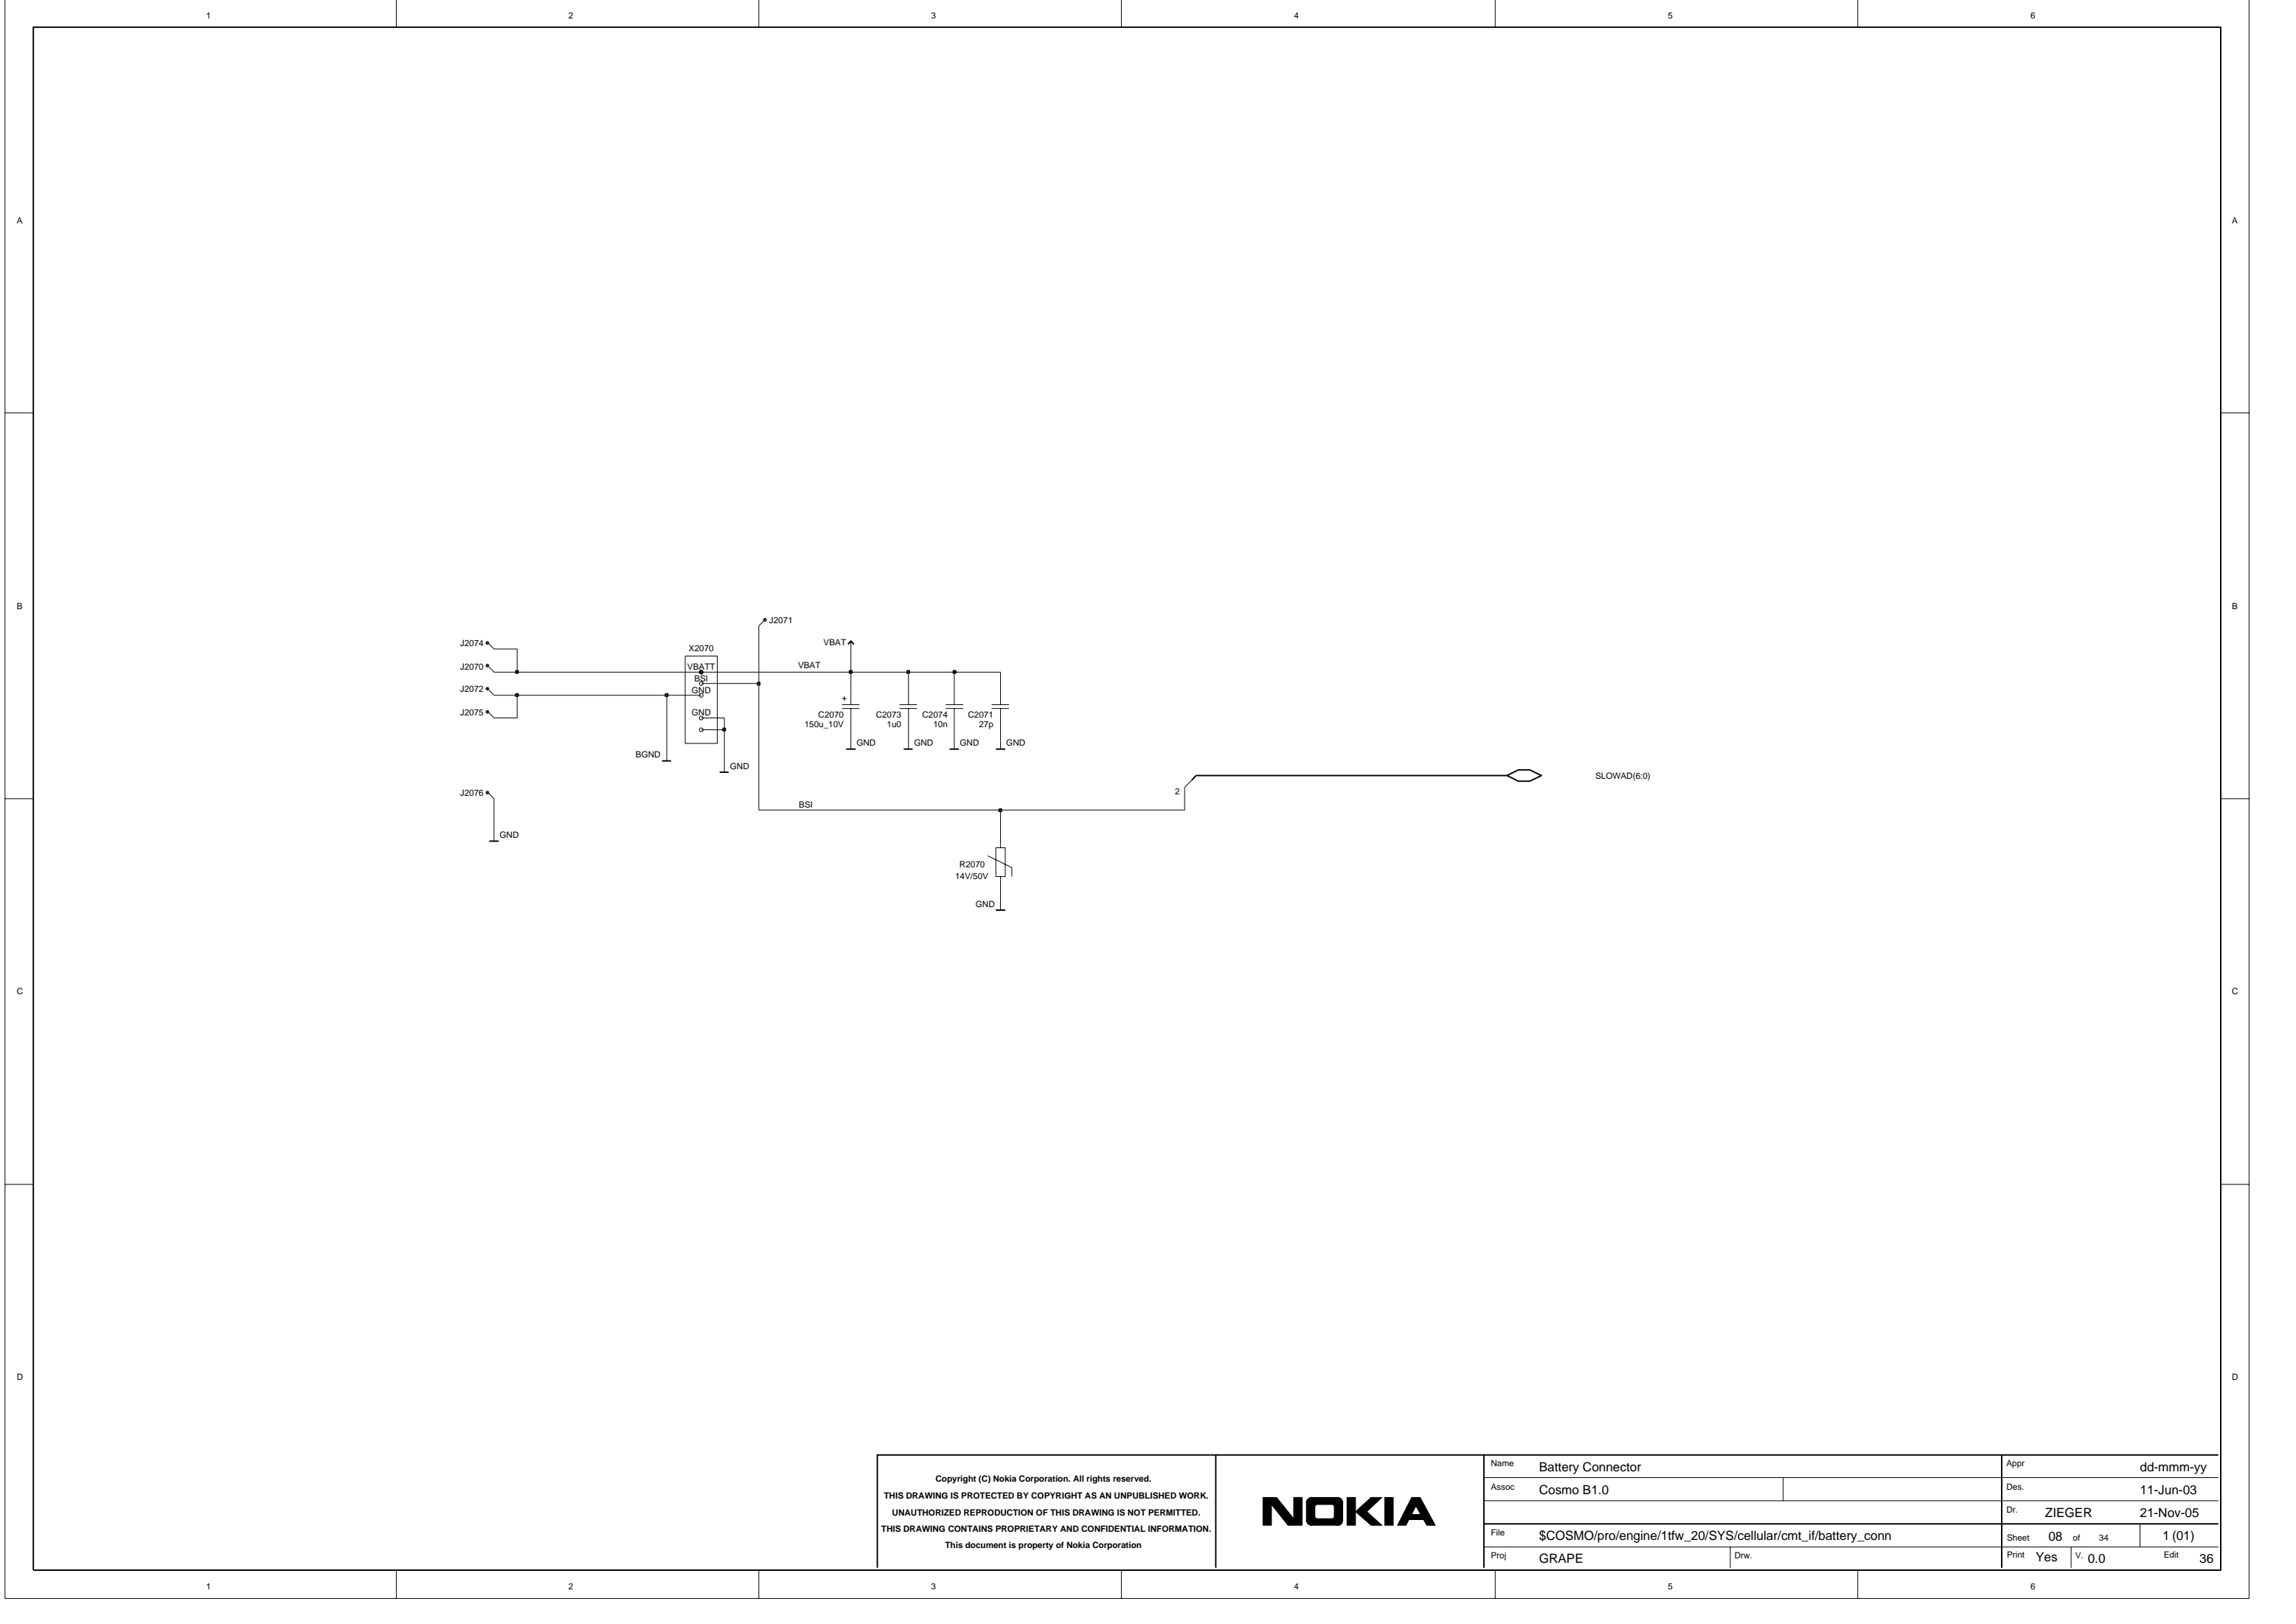 1 2 3 4 5 6
A A
B B
J2071
J2074
VBAT
X2070
J2070
VBATT
VBAT
BSI
J2072
GND
J2075
GND
+
C2070 C2073 C2074 C2071
150u_10V 1u0 10n 27p
GND GND GND GND
BGND
GND
SLOWAD(6:0)
J2076
2
BSI
GND
R2070
14V/50V
GND
C C
D D
Copyright (C) Nokia Corporation. All rights reserved.
THIS DRAWING IS PROTECTED BY COPYRIGHT AS AN UNPUBLISHED WORK.
UNAUTHORIZED REPRODUCTION OF THIS DRAWING IS NOT PERMITTED.
THIS DRAWING CONTAINS PROPRIETARY AND CONFIDENTIAL INFORMATION.
This document is property of Nokia Corporation
NOKIA
Name Battery Connector Appr dd-mmm-yy
Assoc Cosmo B1.0 Des. 11-Jun-03
Dr. ZIEGER 21-Nov-05
File $COSMO/pro/engine/1tfw_20/SYS/cellular/cmt_if/battery_conn Sheet 08 of 34 1 (01)
Proj GRAPE Drw. Print Yes V. 0.0 Edit 36
1 2 3 4 5 6